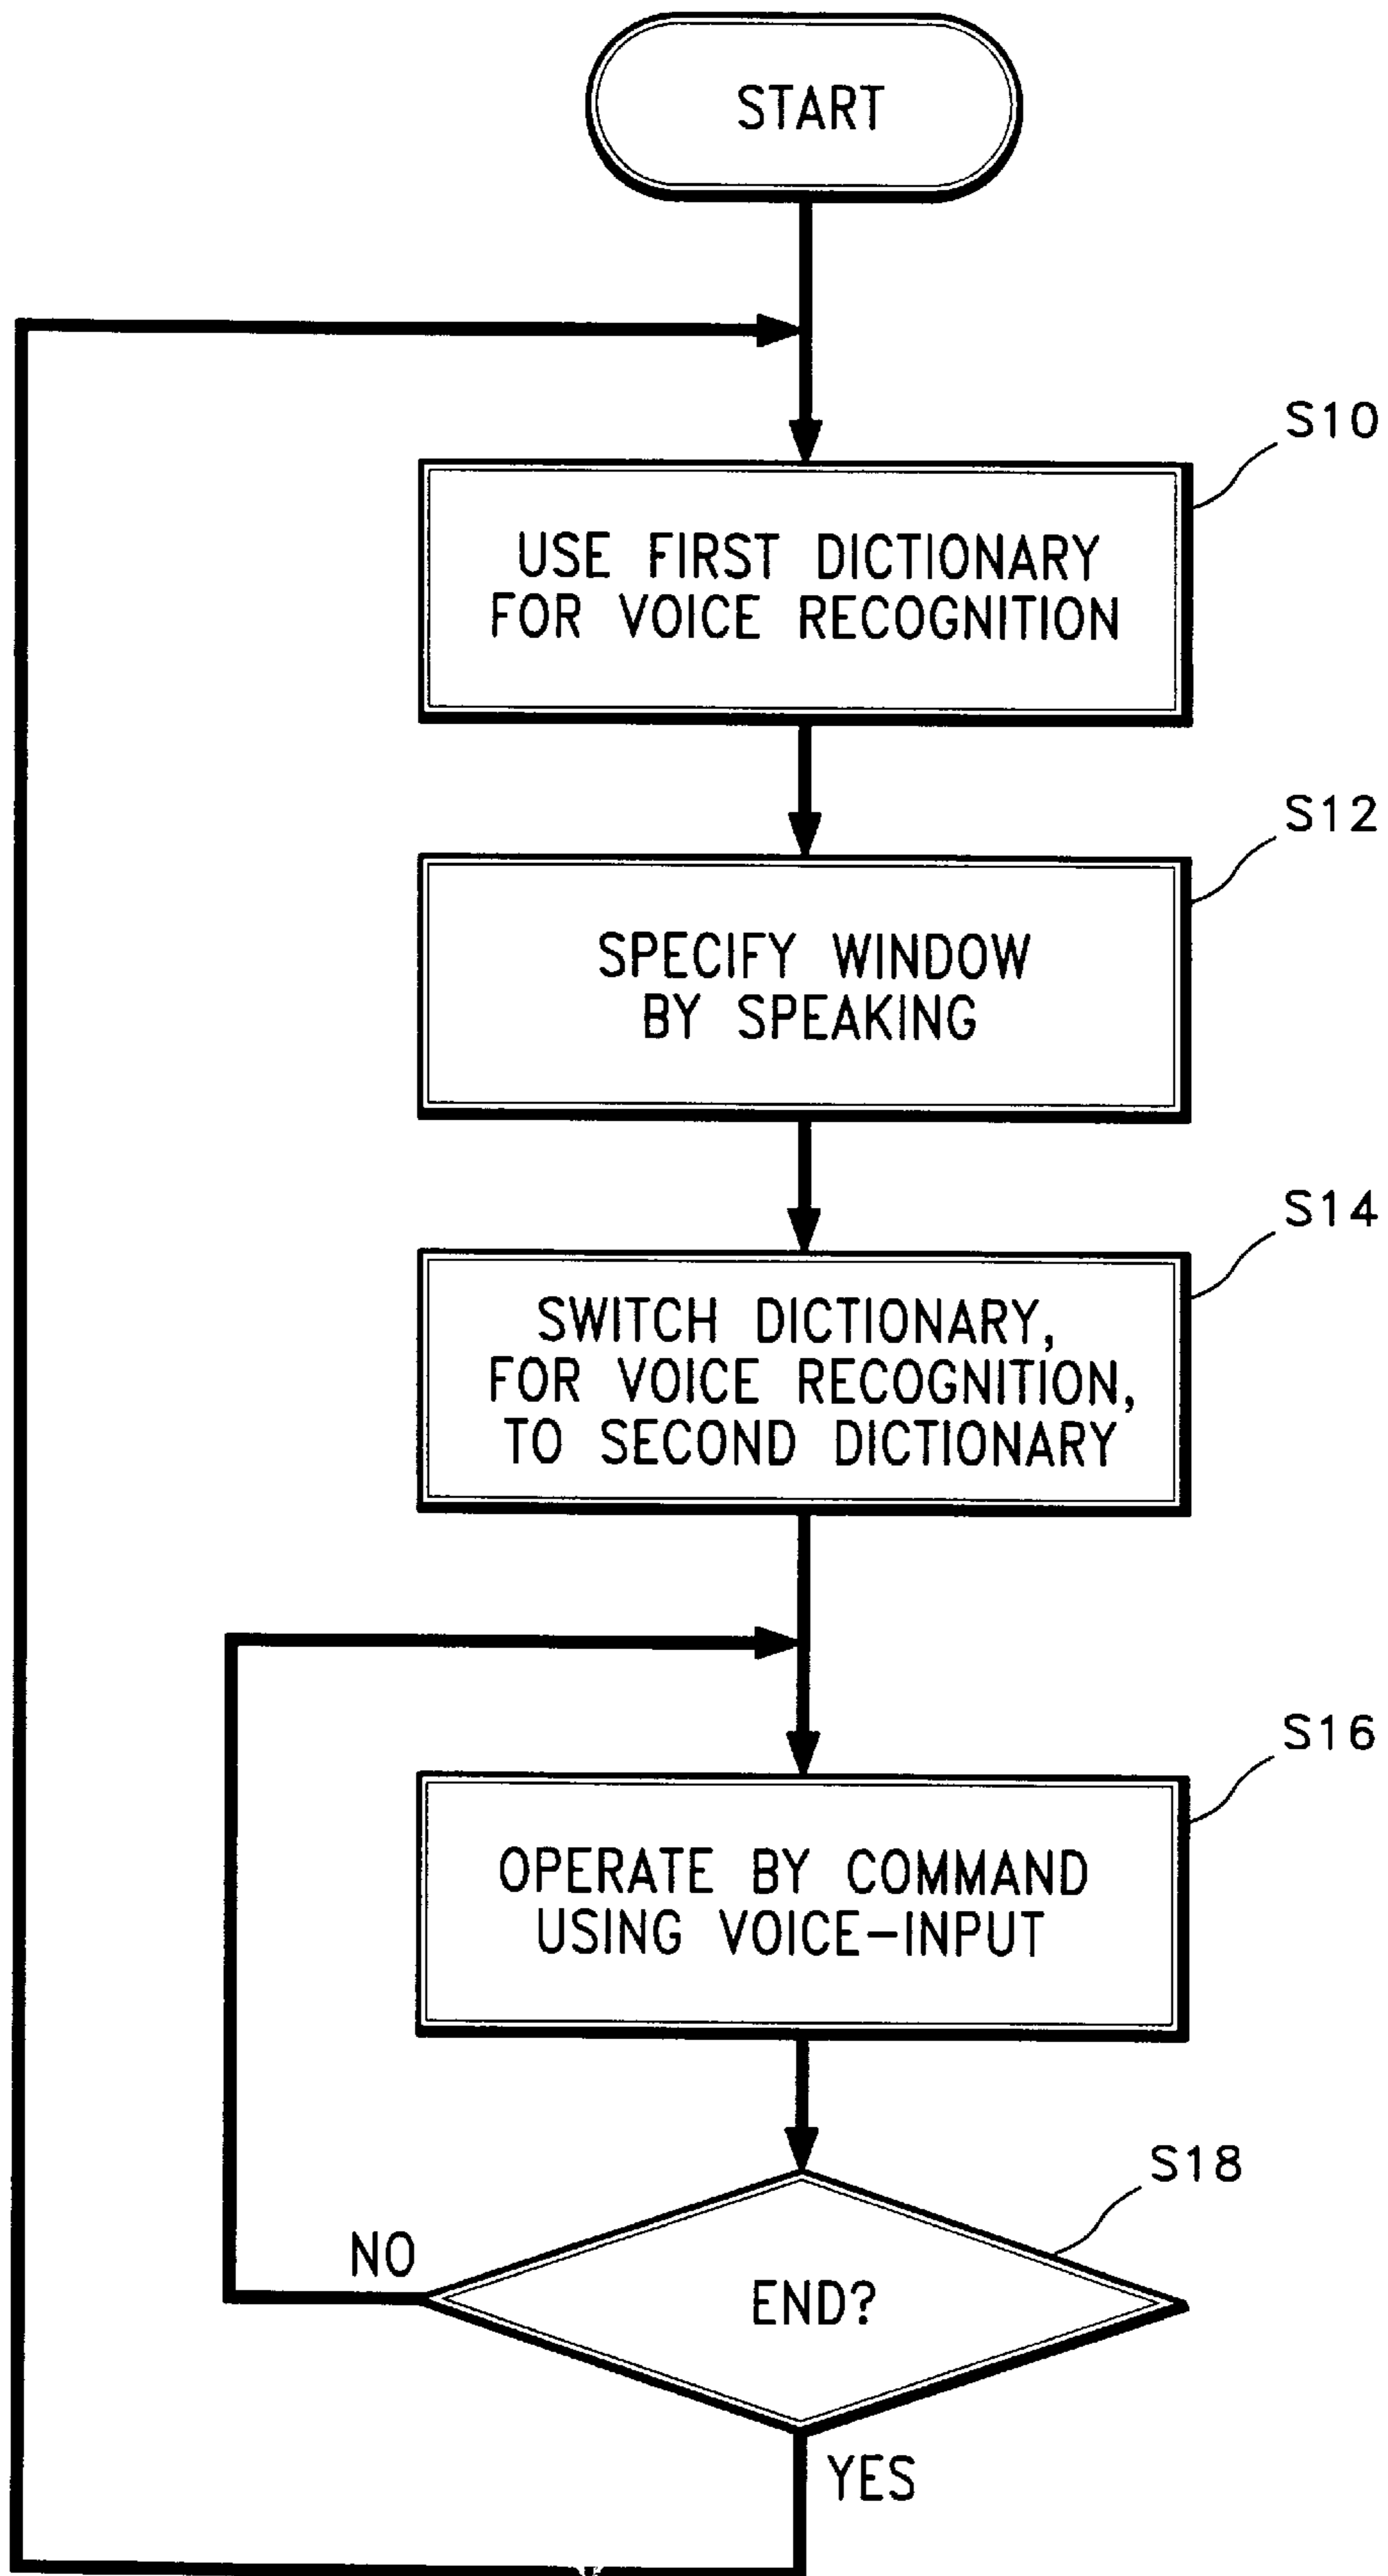 START
S10
USE FIRST DICTIONARY
FOR VOICE RECOGNITION
S12
SPECIFY WINDOW
BY SPEAKING
S14
SWITCH DICTIONARY,
FOR VOICE RECOGNITION,
TO SECOND DICTIONARY
S16
OPERATE BY COMMAND
USING VOICE-INPUT
S18
NO
END?
YES